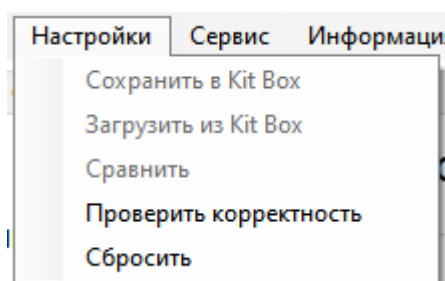 Настройки Сервис Информаци
Сохранить в Kit Box
Загрузить из Kit Box
Сравнить
Проверить корректность
Сбросить